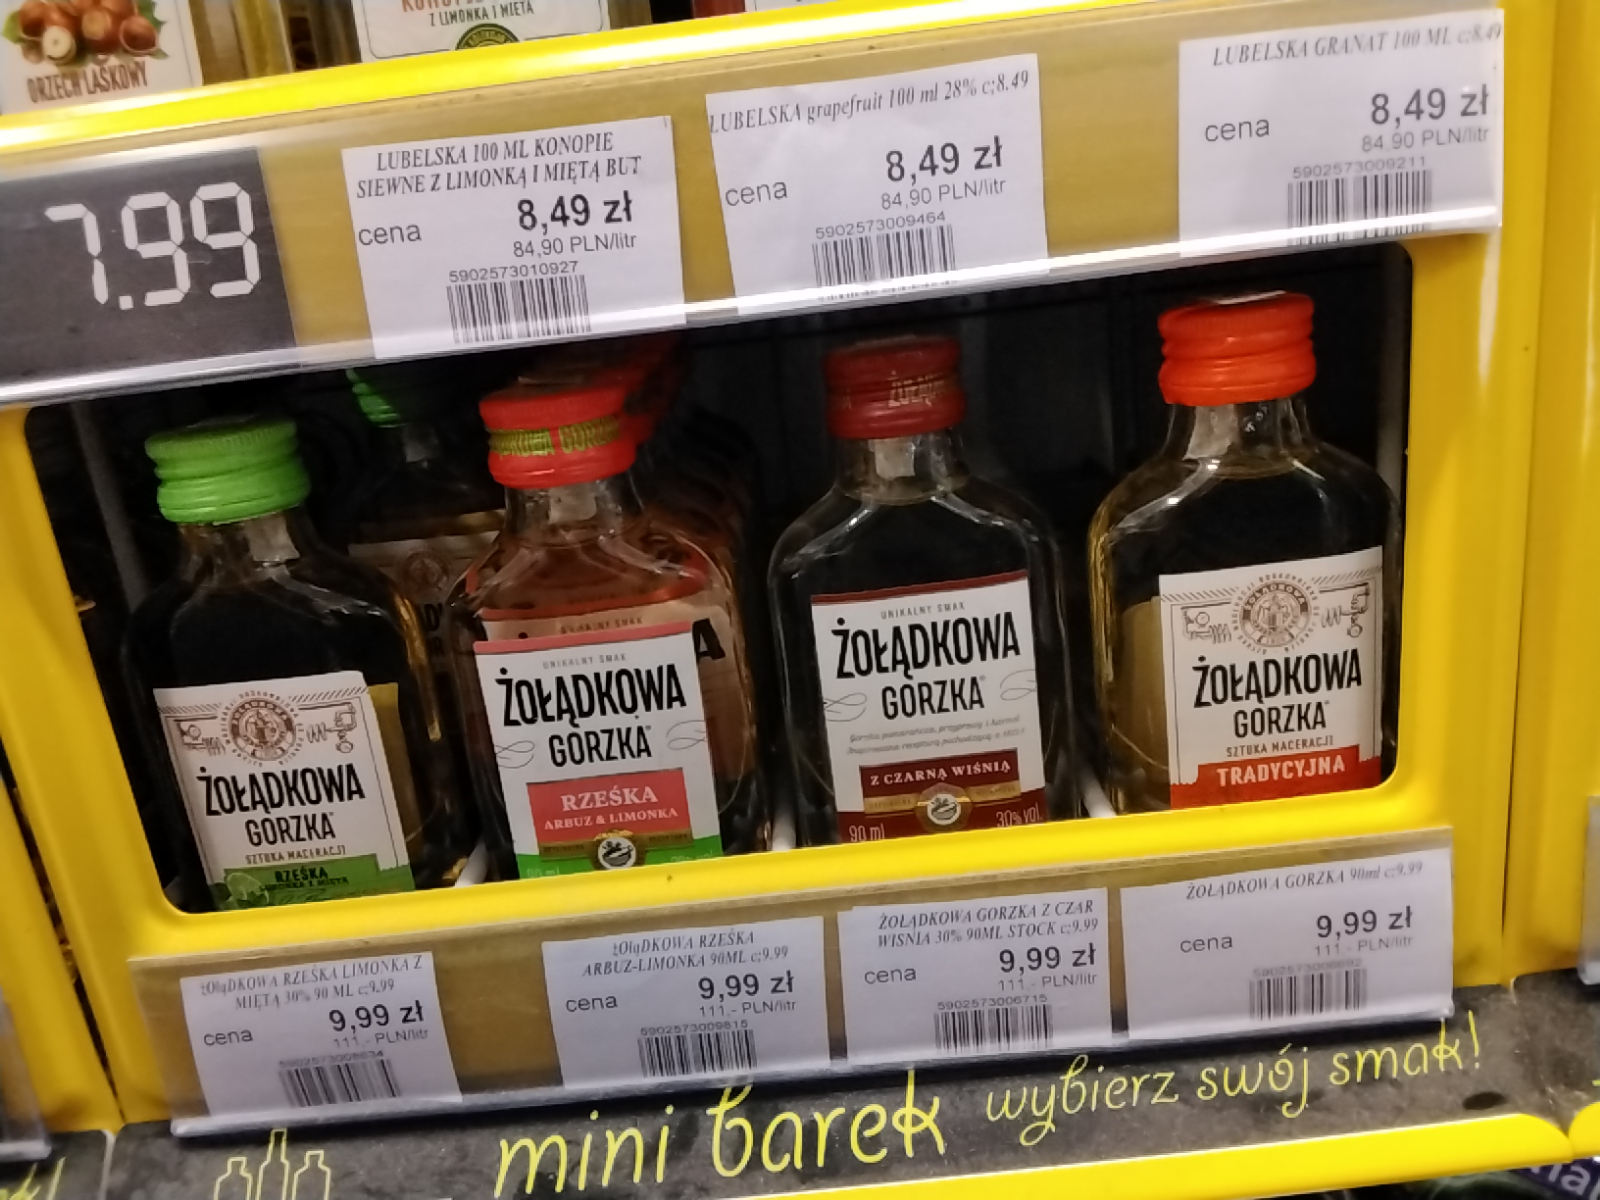 Z LIMONKĄ I MIĘTĄ
ORZECH LASKOWY
7.99
LUBELSKA 100 ML KONOPIE
SIEWNE Z LIMONKĄ I MIĘTĄ BUT
cena
8,49 zł
84,90 PLN/litr
5902573010927
LUBELSKA grapefruit 100 ml 28% c;8.49
cena
8,49 zł
84,90 PLN/litr
5902573009464
LUBELSKA GRANAT 100 ML c;8.49
cena
8,49 zł
84,90 PLN/litr
5902573009211
ŻOŁĄDKOWA
GORZKA
SZTUKA MACERACJI
RZEŚKA
LIMONKA I MIĘTA
UNIKALNY SMAK
ŻOŁĄDKOWA
GORZKA
RZEŚKA
ARBUZ & LIMONKA
UNIKALNY SMAK
ŻOŁĄDKOWA
GORZKA
Z CZARNĄ WIŚNIĄ
90 ml
30% vol.
ŻOŁĄDKOWA
GORZKA
SZTUKA MACERACJI
TRADYCYJNA
żOłąDKOWA RZEŚKA LIMONKA Z
MIĘTĄ 30% 90 ML c;9.99
cena
9,99 zł
111,- PLN/litr
żOłąDKOWA RZEŚKA
ARBUZ-LIMONKA 90ML c;9.99
cena
9,99 zł
111,- PLN/litr
5902573009815
ŻOŁĄDKOWA GORZKA Z CZAR
WIŚNIA 30% 90ML STOCK c;9.99
cena
9,99 zł
111,- PLN/litr
5902573006715
ŻOŁĄDKOWA GORZKA 90ml c;9.99
cena
9,99 zł
111,- PLN/litr
mini barek wybierz swój smak!